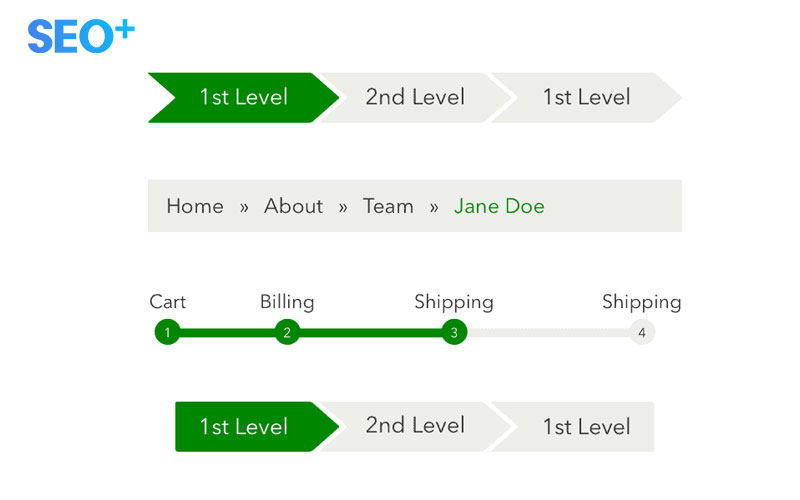 SEO+
1st Level 2nd Level 1st Level
Home » About » Team » Jane Doe
Cart Billing Shipping Shipping
1 2 3 4
1st Level 2nd Level 1st Level